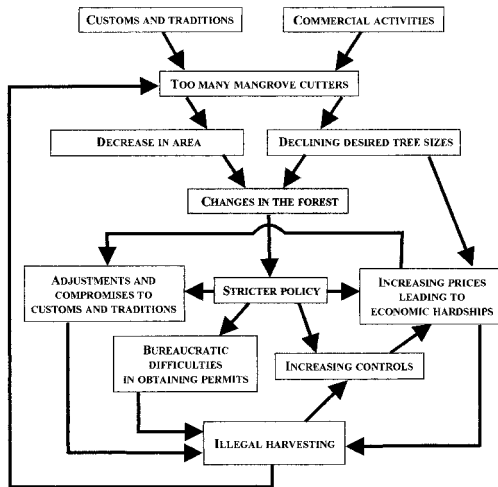 CUSTOMS AND TRADITIONS
COMMERCIAL ACTIVITIES
TOO MANY MANGROVE CUTTERS
DECREASE IN AREA
DECLINING DESIRED TREE SIZES
CHANGES IN THE FOREST
ADJUSTMENTS AND
COMPROMISES TO
CUSTOMS AND TRADITIONS
STRICTER POLICY
INCREASING PRICES
LEADING TO
ECONOMIC HARDSHIPS
BUREAUCRATIC
DIFFICULTIES
IN OBTAINING PERMITS
INCREASING CONTROLS
ILLEGAL HARVESTING